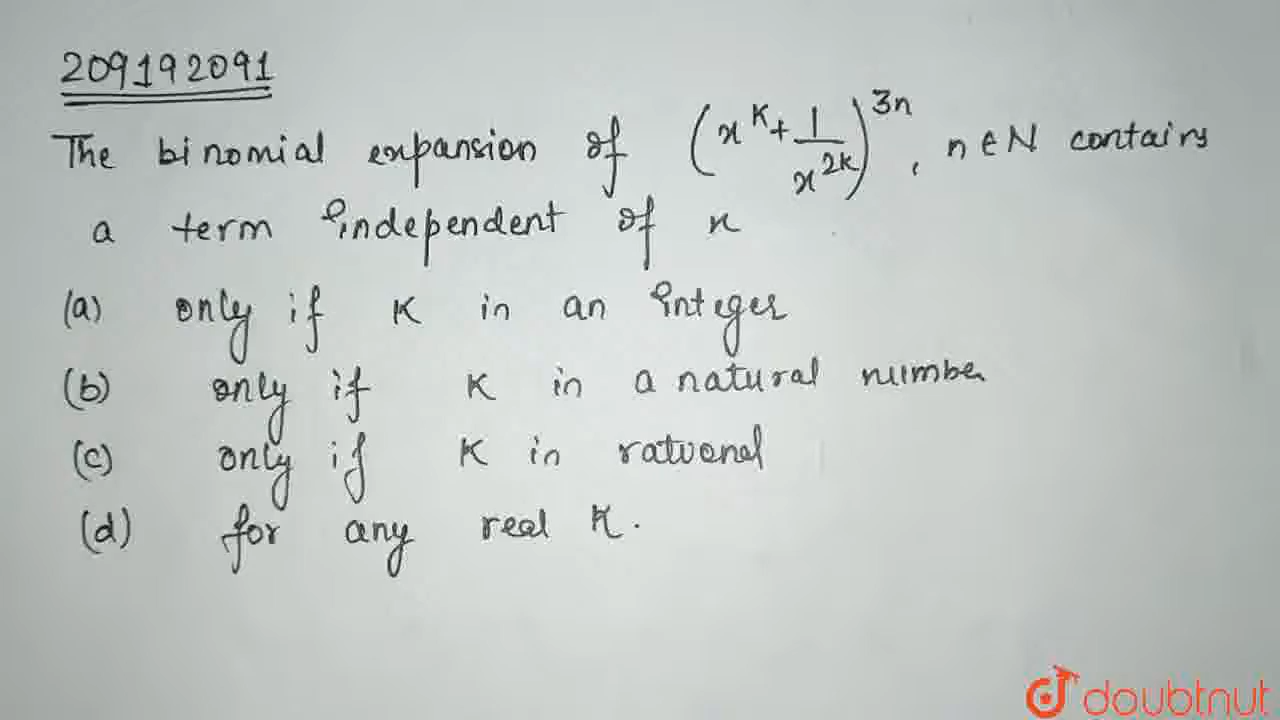 209192091
The binomial expansion of (x^K + 1/x^2K)^3n, n ∈ N contains
a term independent of x
(a) only if K in an integer
(b) only if K in a natural number
(c) only if K in rational
(d) for any real K.
doubtnut